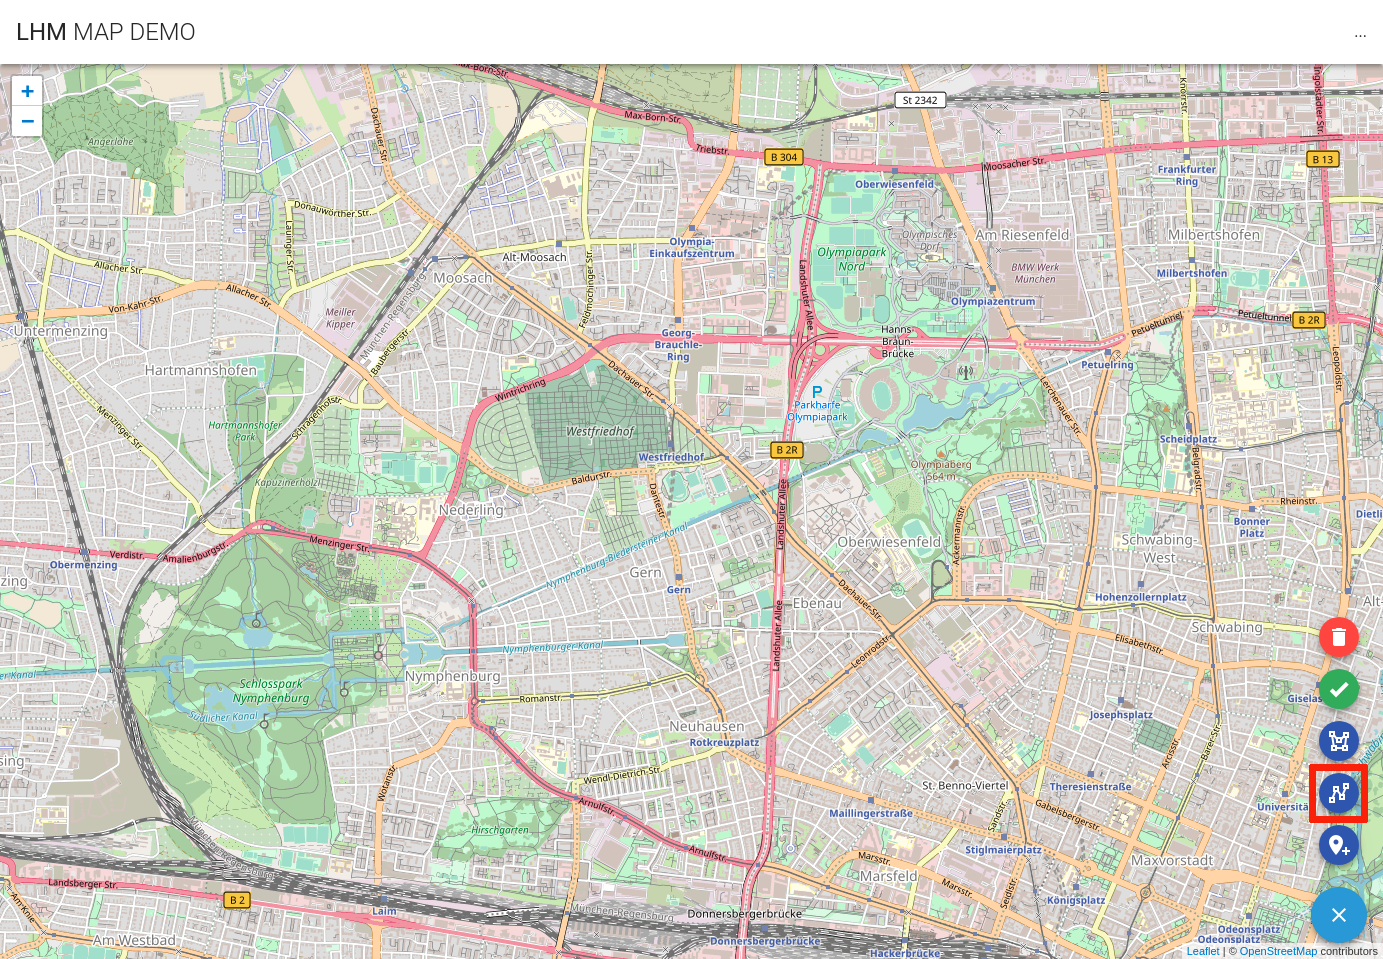 LHM MAP DEMO
...
+
−
Max-Born-Str.
Max-Born-Str.
St 2342
Ingolstädter Str.
Knorrstr.
Angerlohe
Dachauer Str.
Triebstr.
B 304
Moosacher Str.
B 13
Frankfurter
Ring
Oberwiesenfeld
Donauwörther Str.
Lauinger Str.
Olympia-
Einkaufszentrum
Olympisches
Dorf
Am Riesenfeld
Milbertshofen
Alt-Moosach
Olympiapark
Nord
Allacher Str.
Moosach
Landshuter Allee
BMW Werk
München
Milbertshofen
Von-Kahr-Str.
Allacher Str.
Feldmochinger Str.
Olympiazentrum
Meiller
Kipper
München-Regensburg
Untermenzing
Petueltunnel
Petueltunnel
B 2R
Baubergerstr.
Georg-
Brauchle-
Ring
Hanns-
Braun-
Brücke
Hartmannshofen
Petuelring
Leopoldstr.
Dachauer Str.
Wintrichring
P
Parkharfe
Olympiapark
Lerchenauer Str.
Menzinger Str.
Schragenhofstr.
Hartmannshofer
Park
Westfriedhof
Scheidplatz
Westfriedhof
B 2R
Belgradstr.
Olympiaberg
564 m
Kapuzinerhölzl
Baldurstr.
Dantestr.
Landshuter Allee
Rheinstr.
Nederling
Bonner
Platz
Dietli
Ackermannstr.
Menzinger Str.
Nymphenburg-Biedersteiner Kanal
Oberwiesenfeld
Schwabing-
West
Verdistr.
Amalienburgstr.
Obermenzing
zing
Gern
Gern
Dachauer-Str.
Ebenau
Hohenzollernplatz
Alt-
Landshuter Allee
Schwabing
Elisabethstr.
Nymphenburger Kanal
Leonrodstr.
er Kanal
Nymphenburg
Schlosspark
Nymphenburg
Romanstr.
Giselas
Südlicher Kanal
Neuhausen
Rotkreuzplatz
Josephsplatz
Arcisstr.
Barer-Str.
sing
Wotanstr.
Wendl-Dietrich-Str.
St. Benno-Viertel
Theresienstraße
Arnulfstr.
Maillingerstraße
Gabelsbergerstr.
Universitä
Hirschgarten
Sandstr.
Stiglmaierplatz
Arnulfstr.
Marsstr.
Maxvorstadt
Marsfeld
Landsberger Str.
Marsstr.
Seidlstr.
B 2
Königsplatz
Am Knie
Laim
München-Regensburg
Donnersbergerbrücke
Am Westbad
Donnersbergerbrücke
Odeonsplatz
Odeonsplatz
Hackerbrücke
Leaflet | © OpenStreetMap contributors